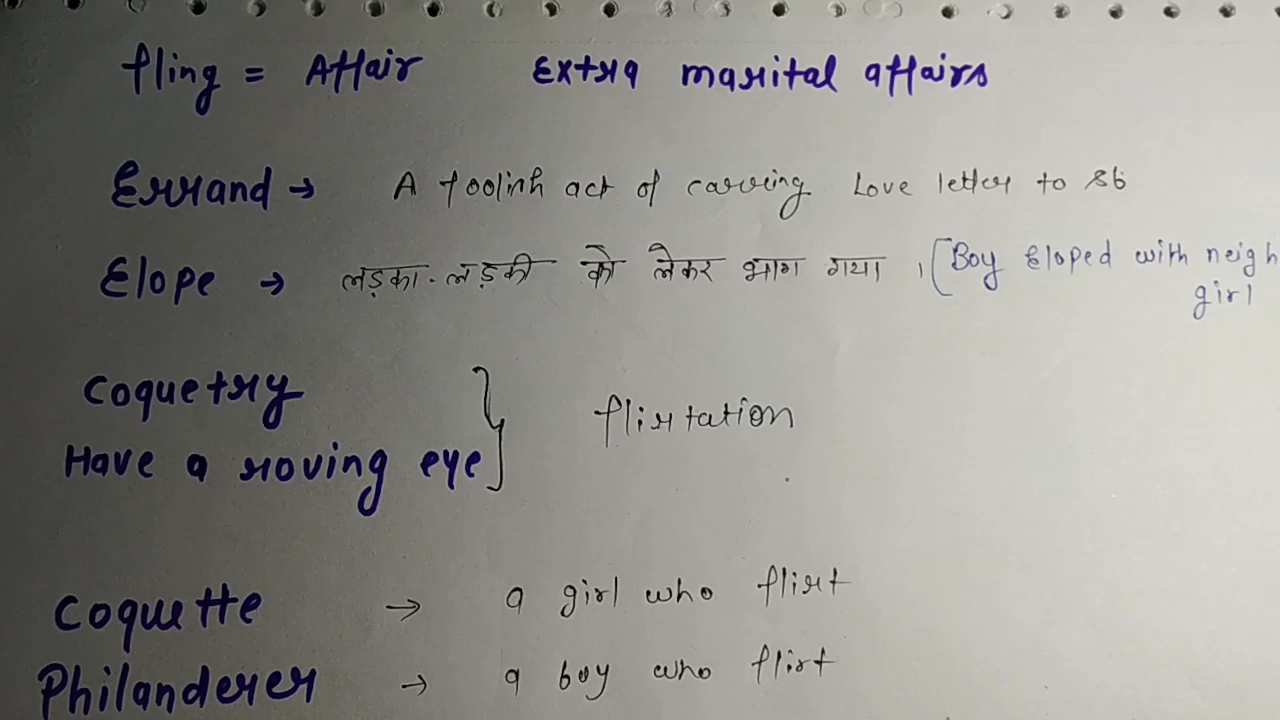 fling = Affair Extra marital affairs
Errand → A foolish act of carring Love letter to sb
Elope → लड़का-लड़की को लेकर भाग गया । [Boy Eloped with neigh
girl
Coquetry
Have a roving eye } flirtation
Coquette → a girl who flirt
Philanderer → a boy who flirt